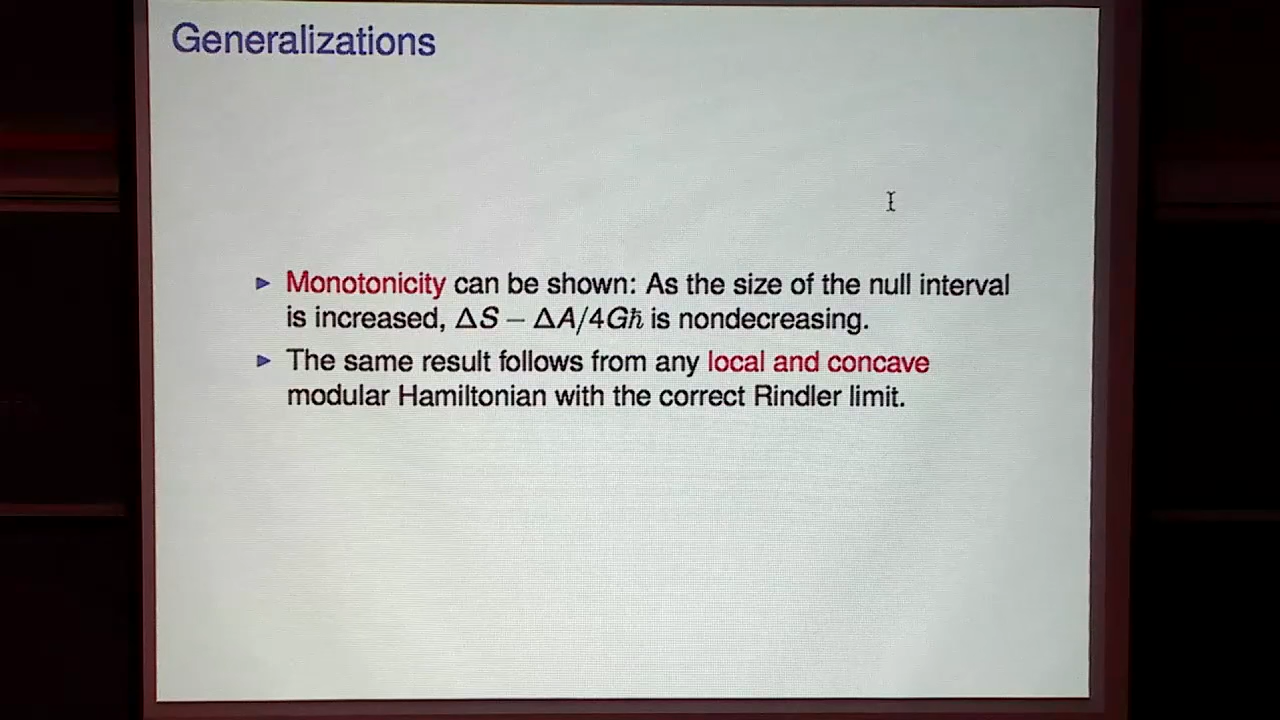 Generalizations
▶ Monotonicity can be shown: As the size of the null interval
is increased, ΔS − ΔA/4Għ is nondecreasing.
▶ The same result follows from any local and concave
modular Hamiltonian with the correct Rindler limit.